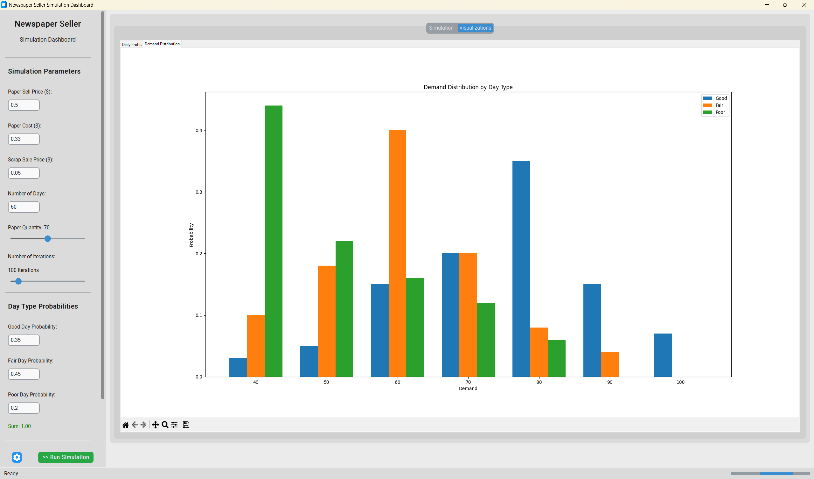 Newspaper Seller Simulation Dashboard
Newspaper Seller
Simulation Dashboard
Simulation Parameters
Paper Sell Price ($):
0.5
Paper Cost ($):
0.33
Scrap Sale Price ($):
0.05
Number of Days:
60
Paper Quantity: 70
Number of Iterations:
100 iterations
Day Type Probabilities
Good Day Probability:
0.35
Fair Day Probability:
0.45
Poor Day Probability:
0.2
Sum: 1.00
>> Run Simulation
Ready
Simulation Visualizations
Demand Distribution
Demand Distribution by Day Type
Good
Fair
Poor
Probability
0.4
0.3
0.2
0.1
0.0
40 50 60 70 80 90 100
Demand